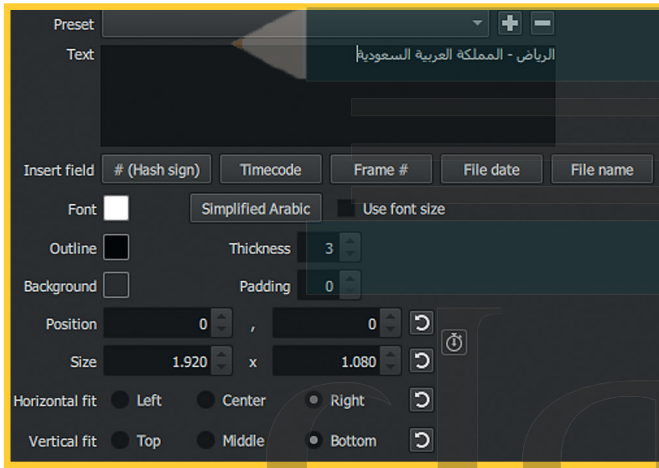 Preset
Text الرياض - المملكة العربية السعودية
Insert field # (Hash sign) Timecode Frame # File date File name
Font Simplified Arabic Use font size
Outline Thickness 3
Background Padding 0
Position 0 , 0
Size 1.920 x 1.080
Horizontal fit Left Center Right
Vertical fit Top Middle Bottom